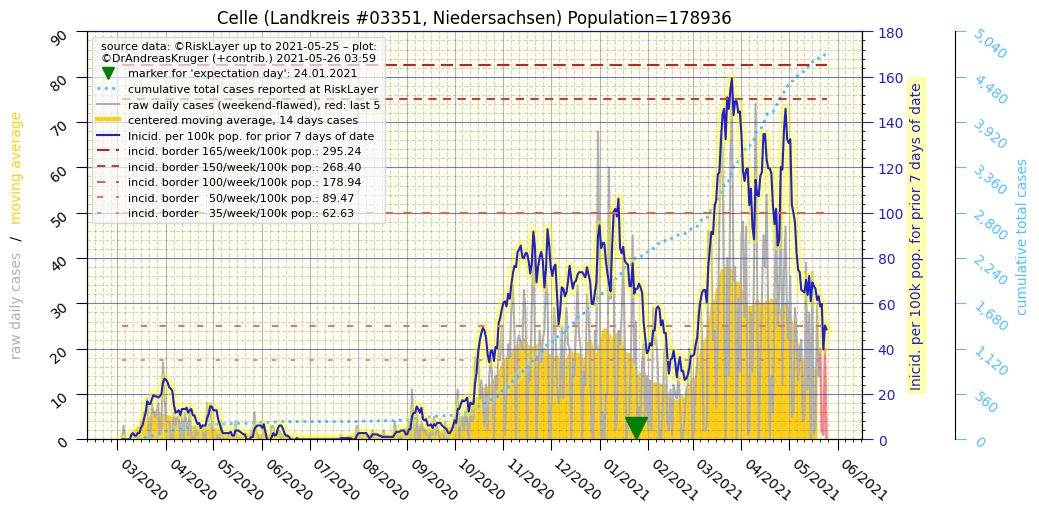 Celle (Landkreis #03351, Niedersachsen) Population=178936
source data: ©RiskLayer up to 2021-05-25 – plot:
©DrAndreasKruger (+contrib.) 2021-05-26 03:59
marker for 'expectation day': 24.01.2021
cumulative total cases reported at RiskLayer
raw daily cases (weekend-flawed), red: last 5
centered moving average, 14 days cases
Inicid. per 100k pop. for prior 7 days of date
incid. border 165/week/100k pop.: 295.24
incid. border 150/week/100k pop.: 268.40
incid. border 100/week/100k pop.: 178.94
incid. border 50/week/100k pop.: 89.47
incid. border 35/week/100k pop.: 62.63
raw daily cases / moving average
90
80
70
60
50
40
30
20
10
0
180
160
140
120
100
80
60
40
20
0
Inicid. per 100k pop. for prior 7 days of date
5,040
4,480
3,920
3,360
2,800
2,240
1,680
1,120
560
0
cumulative total cases
03/2020
04/2020
05/2020
06/2020
07/2020
08/2020
09/2020
10/2020
11/2020
12/2020
01/2021
02/2021
03/2021
04/2021
05/2021
06/2021